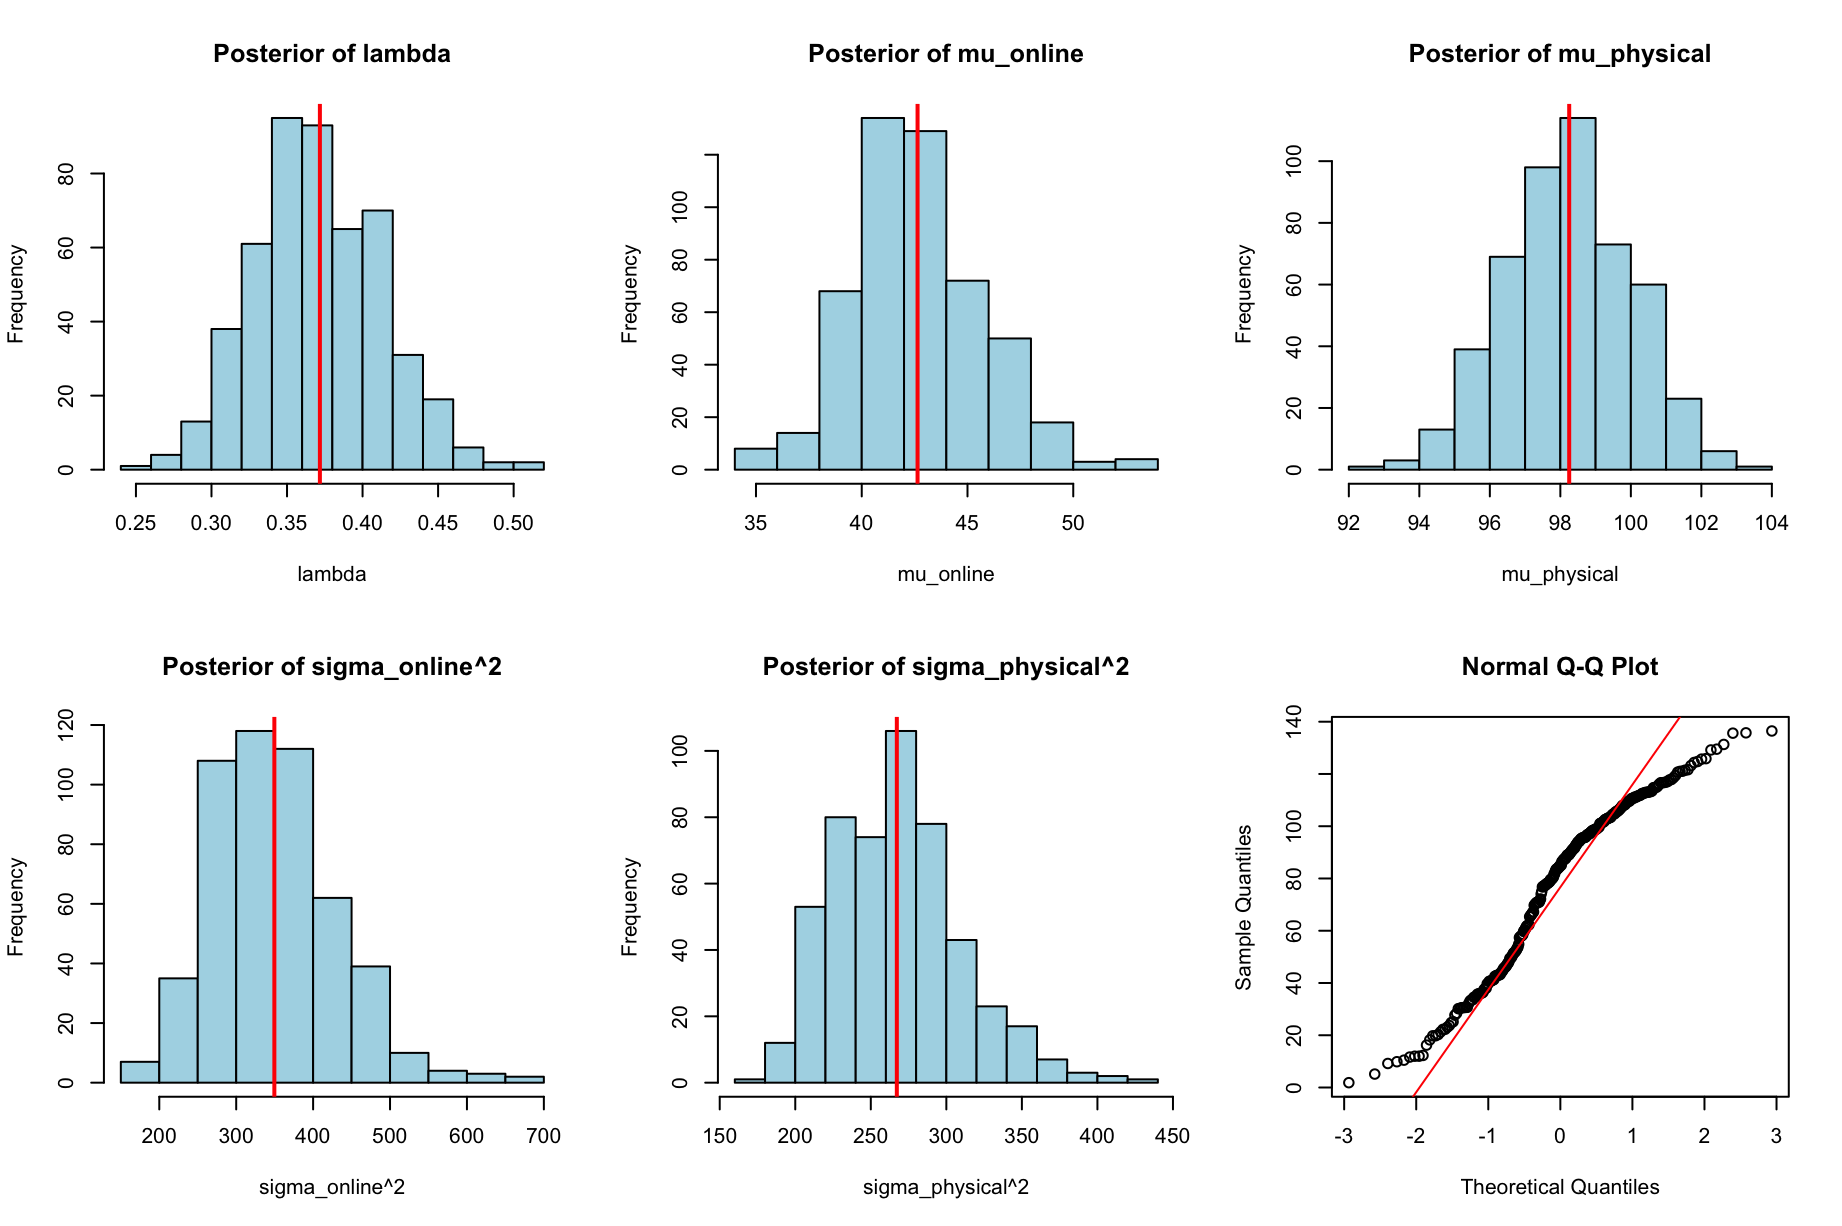 Posterior of lambda
Frequency
0 20 40 60 80
0.25 0.30 0.35 0.40 0.45 0.50
lambda
Posterior of mu_online
Frequency
0 20 40 60 80 100
35 40 45 50
mu_online
Posterior of mu_physical
Frequency
0 20 40 60 80 100
92 94 96 98 100 102 104
mu_physical
Posterior of sigma_online^2
Frequency
0 20 40 60 80 100 120
200 300 400 500 600 700
sigma_online^2
Posterior of sigma_physical^2
Frequency
0 20 40 60 80 100
150 200 250 300 350 400 450
sigma_physical^2
Normal Q-Q Plot
Sample Quantiles
0 20 40 60 80 100 140
-3 -2 -1 0 1 2 3
Theoretical Quantiles